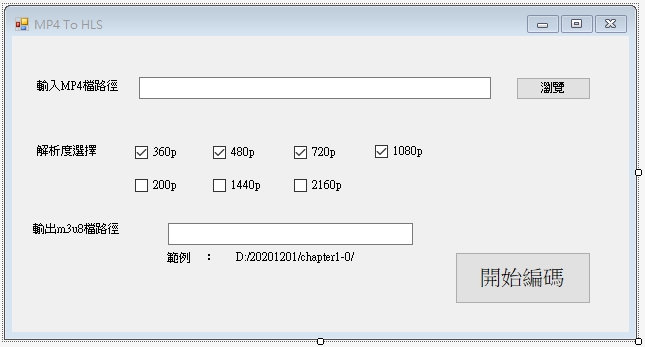 MP4 To HLS
輸入MP4檔路徑
瀏覽
解析度選擇
360p 480p 720p 1080p
200p 1440p 2160p
輸出m3u8檔路徑
範例 : D:/20201201/chapter1-0/
開始編碼